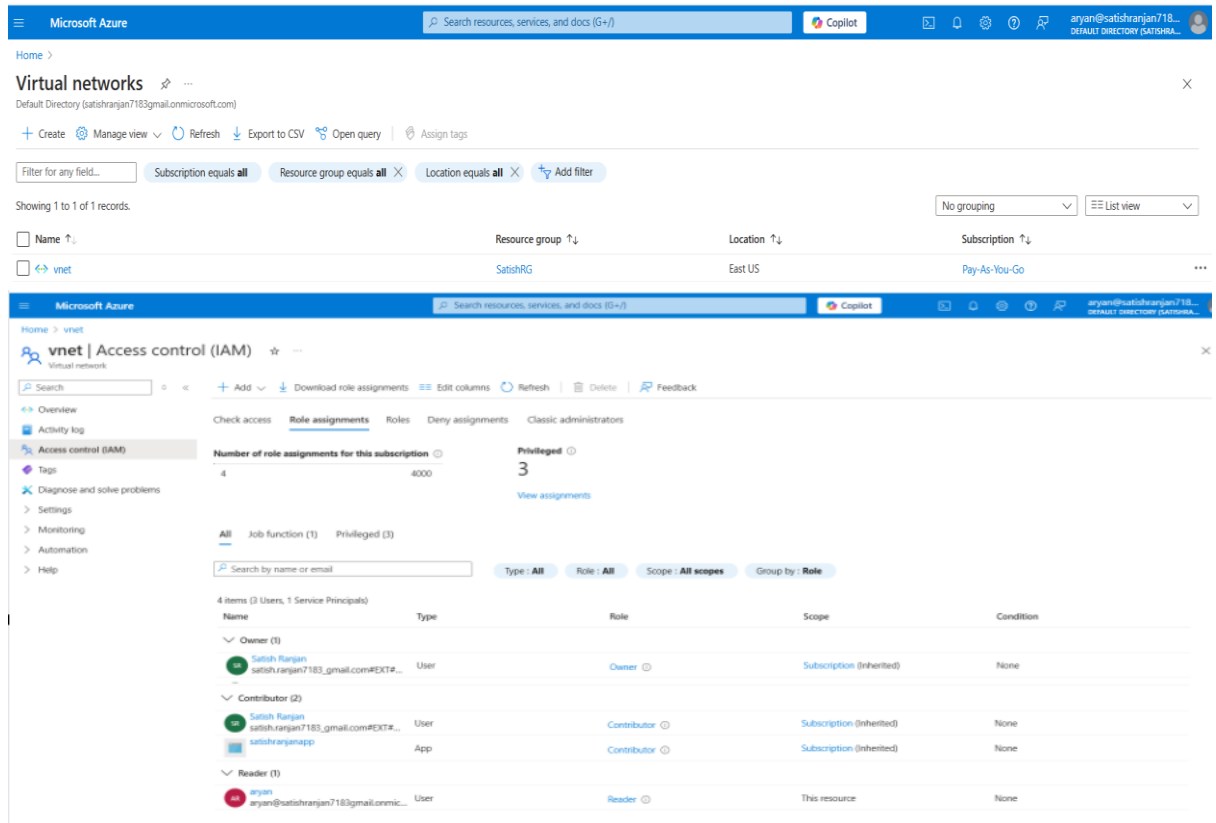 Microsoft Azure Search resources, services, and docs (G+/) Copilot aryan@satishranjan718...
DEFAULT DIRECTORY (SATISHRA...
Home >
Virtual networks ...
Default Directory (satishranjan7183gmail.onmicrosoft.com)
Create Manage view Refresh Export to CSV Open query Assign tags
Filter for any field... Subscription equals all Resource group equals all Location equals all Add filter
Showing 1 to 1 of 1 records. No grouping List view
Name Resource group Location Subscription
vnet SatishRG East US Pay-As-You-Go ...
Microsoft Azure Search resources, services, and docs (G+/) Copilot aryan@satishranjan718...
DEFAULT DIRECTORY (SATISHRA...
Home > vnet
vnet | Access control (IAM) ...
Virtual network
Search Add Download role assignments Edit columns Refresh Delete Feedback
Overview
Activity log
Access control (IAM)
Tags
Diagnose and solve problems
Settings
Monitoring
Automation
Help
Check access Role assignments Roles Deny assignments Classic administrators
Number of role assignments for this subscription Privileged
4 4000 3
View assignments
All Job function (1) Privileged (3)
Search by name or email Type : All Role : All Scope : All scopes Group by : Role
4 items (3 Users, 1 Service Principals)
Name Type Role Scope Condition
Owner (1)
SR Satish Ranjan
satish.ranjan7183_gmail.com#EXT#... User Owner Subscription (Inherited) None
Contributor (2)
SR Satish Ranjan
satish.ranjan7183_gmail.com#EXT#... User Contributor Subscription (Inherited) None
satishranjanapp App Contributor Subscription (Inherited) None
Reader (1)
AR aryan
aryan@satishranjan7183gmail.onmic... User Reader This resource None